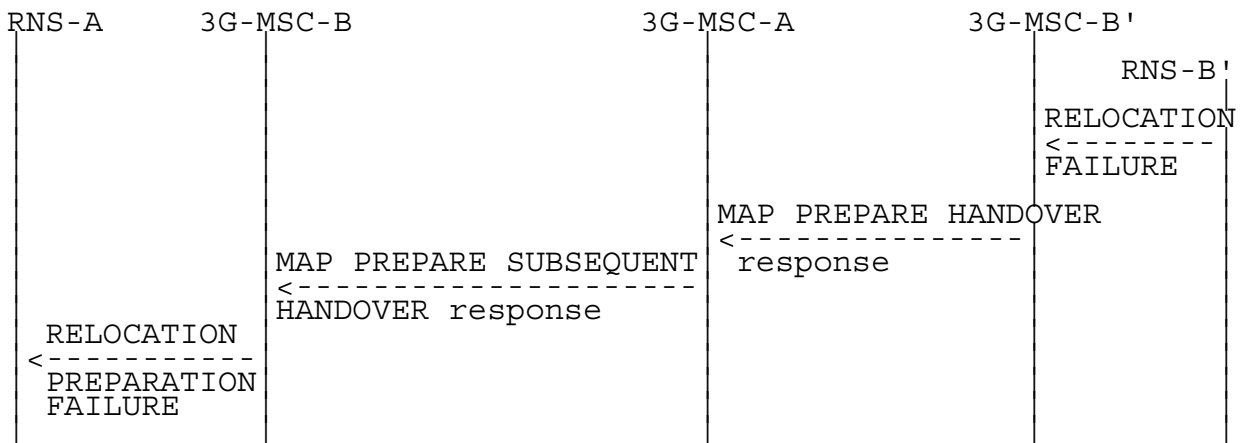 RNS-A 3G-MSC-B 3G-MSC-A 3G-MSC-B'
RNS-B'
RELOCATION
FAILURE
MAP PREPARE HANDOVER
response
MAP PREPARE SUBSEQUENT
HANDOVER response
RELOCATION
PREPARATION
FAILURE